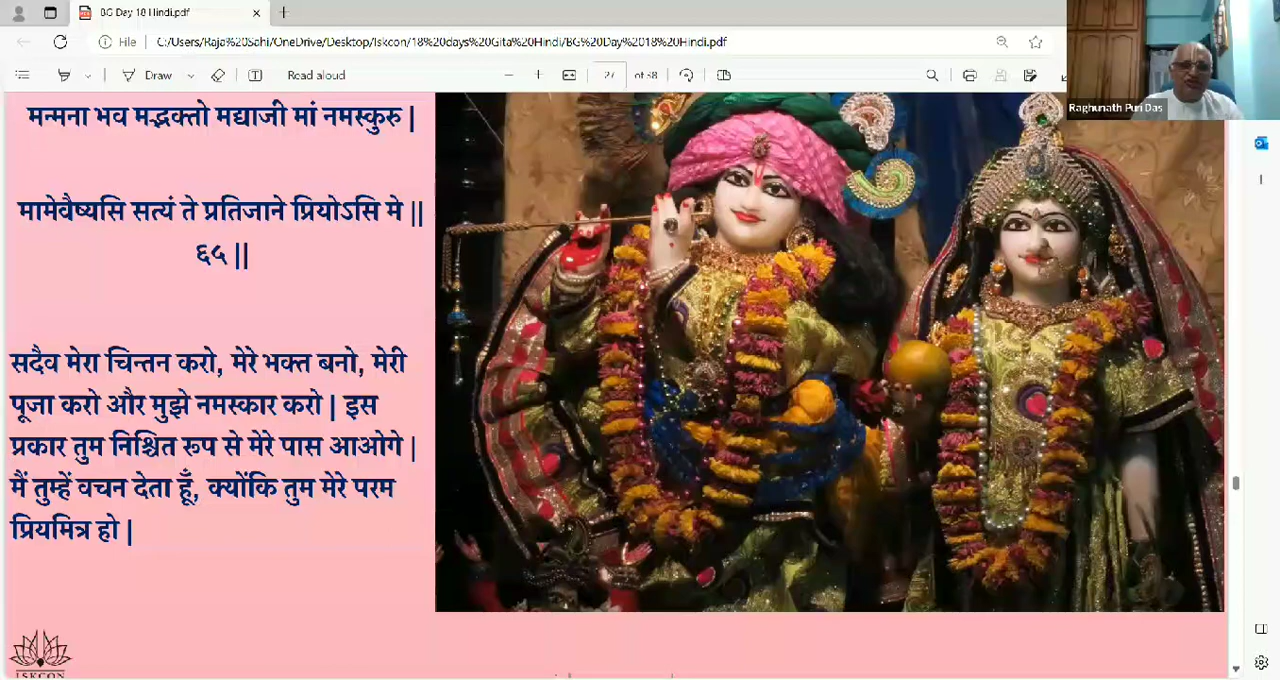 BG Day 18 Hindi.pdf
File C:/Users/Raja%20Sahi/OneDrive/Desktop/Iskcon/18%20days%20Gita%20Hindi/BG%20Day%2018%20Hindi.pdf
Draw Read aloud 27 of 38
Raghunath Puri Das
मन्मना भव मद्भक्तो मद्याजी मां नमस्कुरु |
मामेवैष्यसि सत्यं ते प्रतिजाने प्रियोऽसि मे ||
६५ ||
सदैव मेरा चिन्तन करो, मेरे भक्त बनो, मेरी
पूजा करो और मुझे नमस्कार करो | इस
प्रकार तुम निश्चित रूप से मेरे पास आओगे |
मैं तुम्हें वचन देता हूँ, क्योंकि तुम मेरे परम
प्रियमित्र हो |
ISKCON